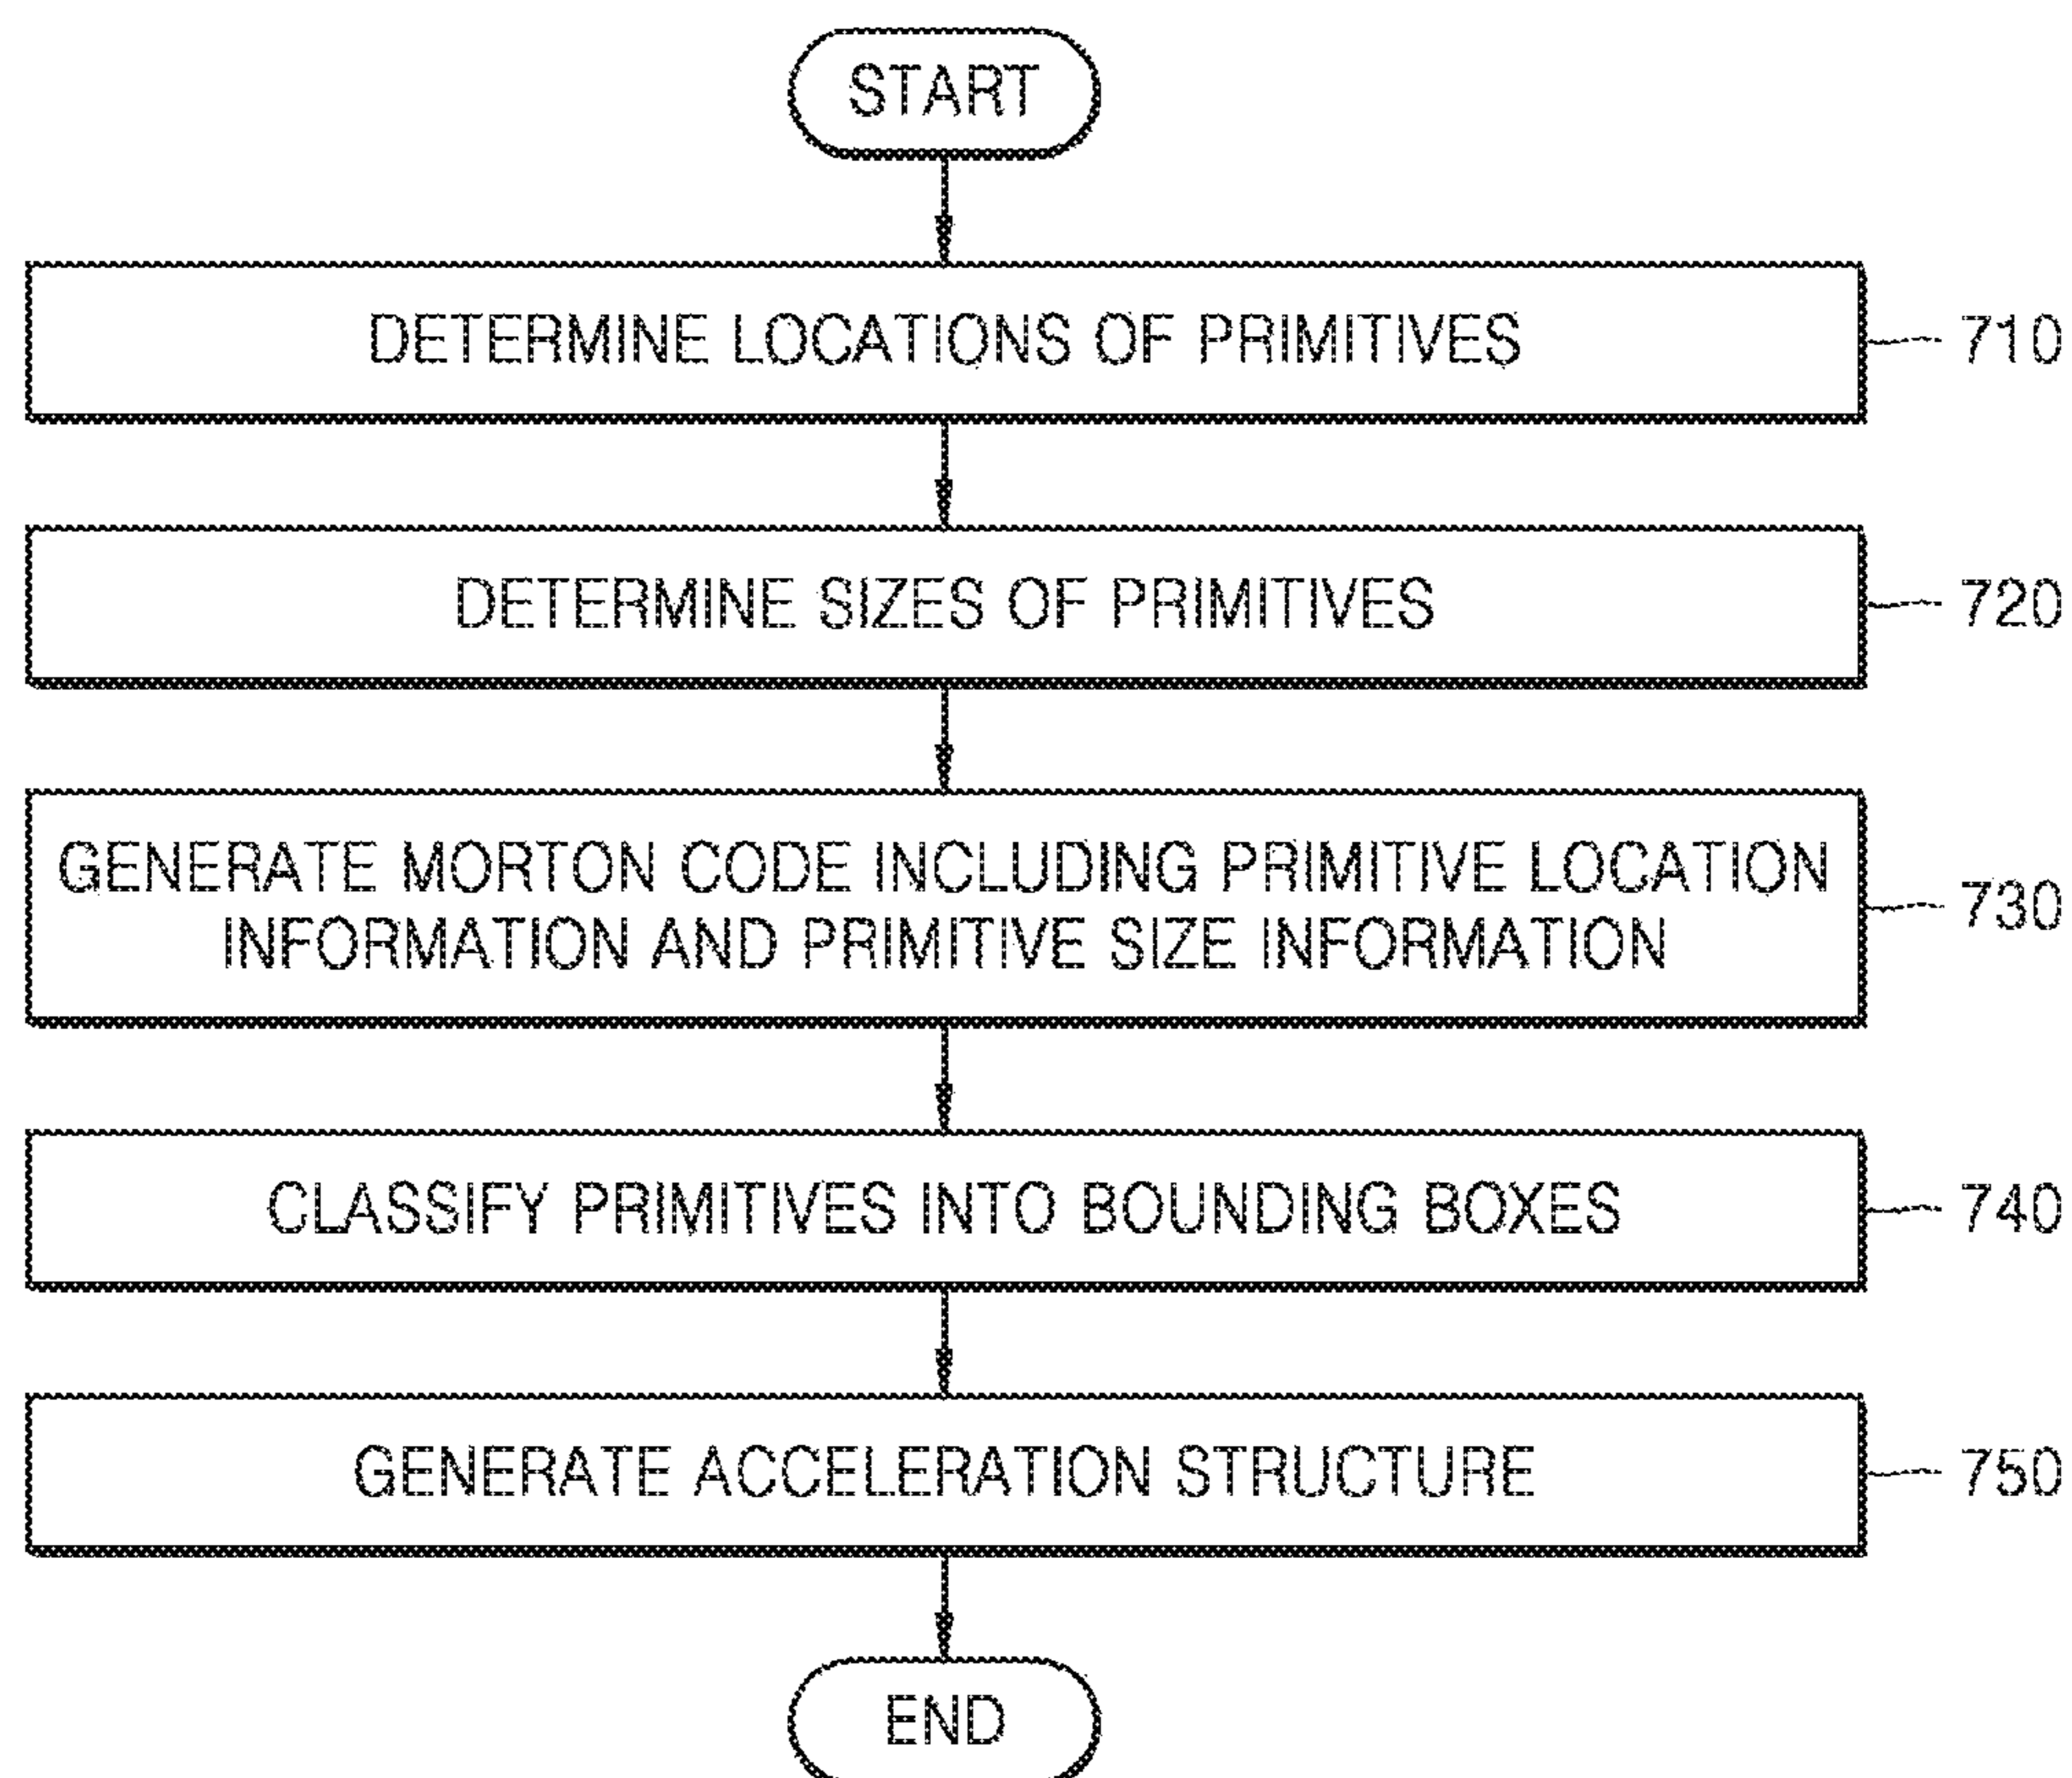 START
DETERMINE LOCATIONS OF PRIMITIVES
710
DETERMINE SIZES OF PRIMITIVES
720
GENERATE MORTON CODE INCLUDING PRIMITIVE LOCATION
INFORMATION AND PRIMITIVE SIZE INFORMATION
730
CLASSIFY PRIMITIVES INTO BOUNDING BOXES
740
GENERATE ACCELERATION STRUCTURE
750
END